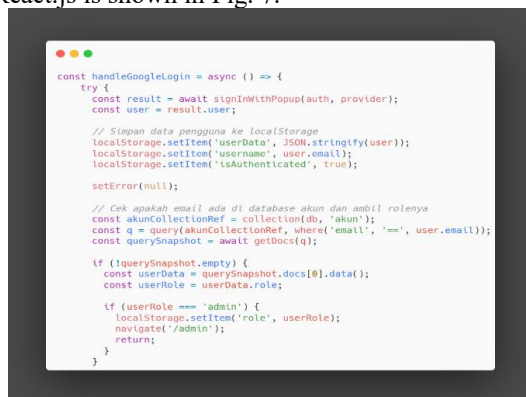 React.js is shown in Fig. 7.
const handleGoogleLogin = async () => {
try {
const result = await signInWithPopup(auth, provider);
const user = result.user;
// Simpan data pengguna ke localStorage
localStorage.setItem('userData', JSON.stringify(user));
localStorage.setItem('username', user.email);
localStorage.setItem('isAuthenticated', true);
setError(null);
// Cek apakah email ada di database akun dan ambil rolenya
const akunCollectionRef = collection(db, 'akun');
const q = query(akunCollectionRef, where('email', '==', user.email));
const querySnapshot = await getDocs(q);
if (!querySnapshot.empty) {
const userData = querySnapshot.docs[0].data();
const userRole = userData.role;
if (userRole === 'admin') {
localStorage.setItem('role', userRole);
navigate('/admin');
return;
}
}